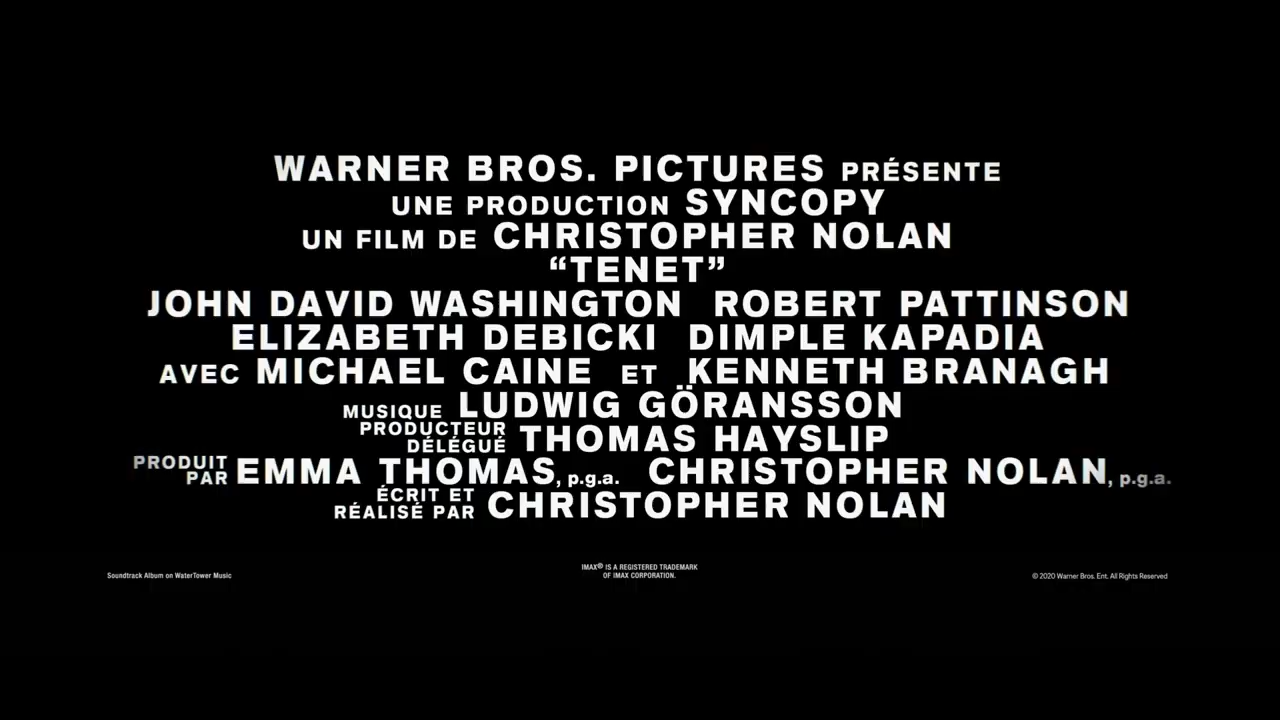 WARNER BROS. PICTURES PRÉSENTE
UNE PRODUCTION SYNCOPY
UN FILM DE CHRISTOPHER NOLAN
“TENET”
JOHN DAVID WASHINGTON ROBERT PATTINSON
ELIZABETH DEBICKI DIMPLE KAPADIA
AVEC MICHAEL CAINE ET KENNETH BRANAGH
MUSIQUE LUDWIG GÖRANSSON
PRODUCTEUR
DÉLÉGUÉ THOMAS HAYSLIP
PRODUIT
PAR EMMA THOMAS, p.g.a. CHRISTOPHER NOLAN, p.g.a.
ÉCRIT ET
RÉALISÉ PAR CHRISTOPHER NOLAN
Soundtrack Album on WaterTower Music
IMAX® IS A REGISTERED TRADEMARK
OF IMAX CORPORATION.
© 2020 Warner Bros. Ent. All Rights Reserved